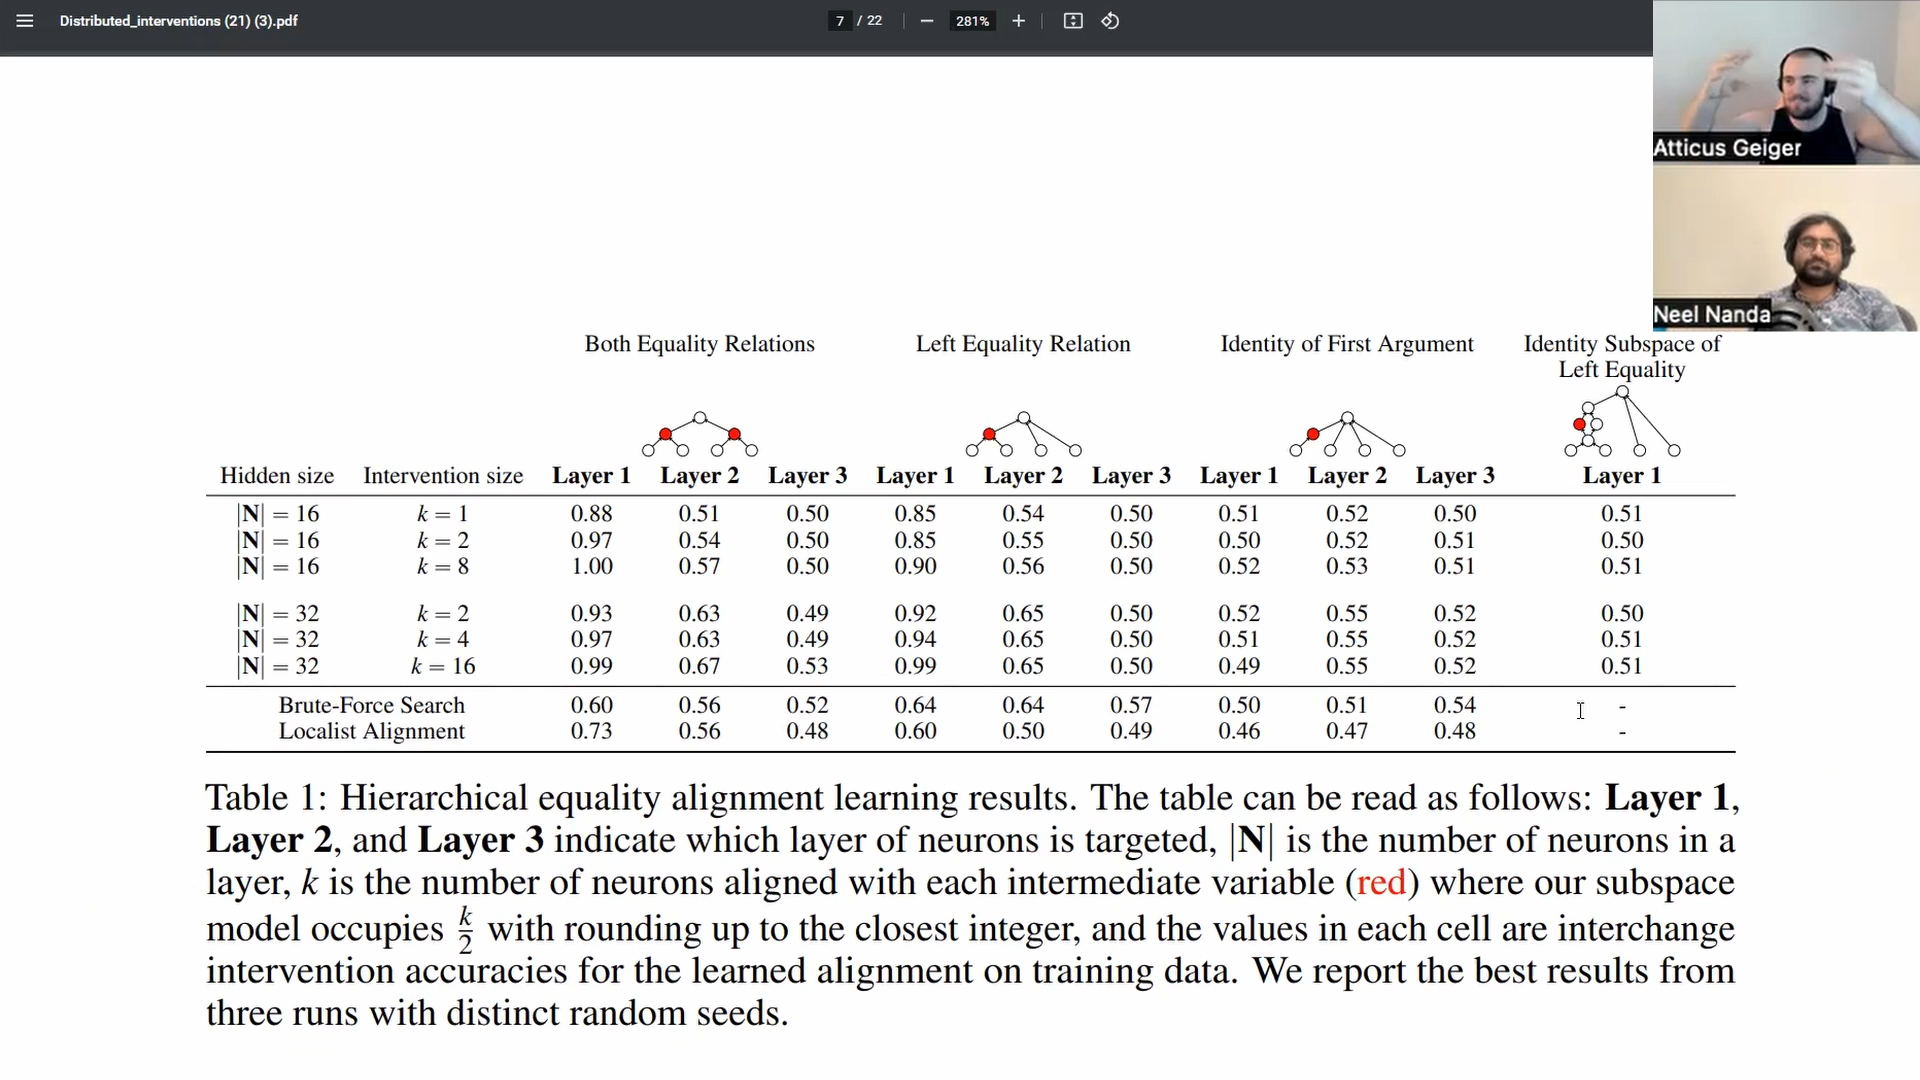 Distributed_interventions (21) (3).pdf
7 / 22
281%
Atticus Geiger
Neel Nanda
Both Equality Relations Left Equality Relation Identity of First Argument Identity Subspace of
Left Equality
Hidden size Intervention size Layer 1 Layer 2 Layer 3 Layer 1 Layer 2 Layer 3 Layer 1 Layer 2 Layer 3 Layer 1
|N| = 16 k = 1 0.88 0.51 0.50 0.85 0.54 0.50 0.51 0.52 0.50 0.51
|N| = 16 k = 2 0.97 0.54 0.50 0.85 0.55 0.50 0.50 0.52 0.51 0.50
|N| = 16 k = 8 1.00 0.57 0.50 0.90 0.56 0.50 0.52 0.53 0.51 0.51
|N| = 32 k = 2 0.93 0.63 0.49 0.92 0.65 0.50 0.52 0.55 0.52 0.50
|N| = 32 k = 4 0.97 0.63 0.49 0.94 0.65 0.50 0.51 0.55 0.52 0.51
|N| = 32 k = 16 0.99 0.67 0.53 0.99 0.65 0.50 0.49 0.55 0.52 0.51
Brute-Force Search 0.60 0.56 0.52 0.64 0.64 0.57 0.50 0.51 0.54 -
Localist Alignment 0.73 0.56 0.48 0.60 0.50 0.49 0.46 0.47 0.48 -
Table 1: Hierarchical equality alignment learning results. The table can be read as follows: Layer 1,
Layer 2, and Layer 3 indicate which layer of neurons is targeted, |N| is the number of neurons in a
layer, k is the number of neurons aligned with each intermediate variable (red) where our subspace
model occupies k/2 with rounding up to the closest integer, and the values in each cell are interchange
intervention accuracies for the learned alignment on training data. We report the best results from
three runs with distinct random seeds.